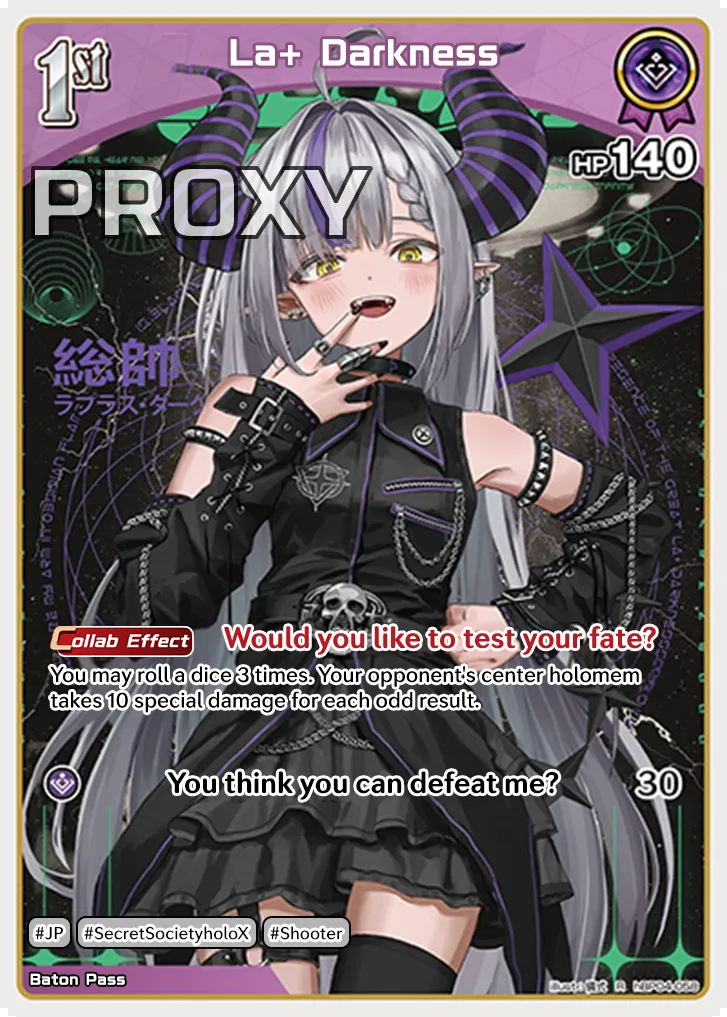 1st
La+ Darkness
HP140
PROXY
総帥
ラプラス・ダーク
Collab Effect Would you like to test your fate?
You may roll a dice 3 times. Your opponent's center holomem
takes 10 special damage for each odd result.
You think you can defeat me? 30
#JP #SecretSocietyholoX #Shooter
Baton Pass
R hBP04-058